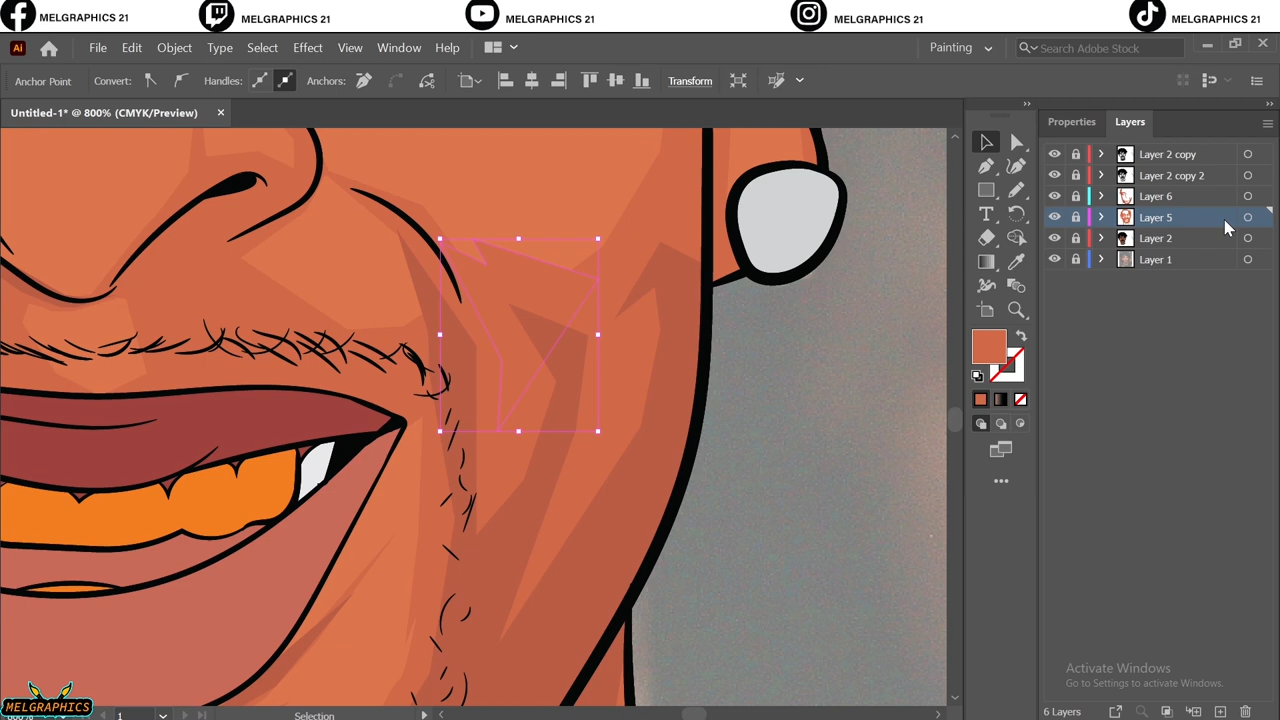 MELGRAPHICS 21
MELGRAPHICS 21
MELGRAPHICS 21
MELGRAPHICS 21
MELGRAPHICS 21
Ai File Edit Object Type Select Effect View Window Help Painting Search Adobe Stock
Anchor Point Convert: Handles: Anchors: Transform
Untitled-1* @ 800% (CMYK/Preview)
Properties Layers
Layer 2 copy
Layer 2 copy 2
Layer 6
Layer 5
Layer 2
Layer 1
Activate Windows
Go to Settings to activate Windows.
MELGRAPHICS
1 Selection
6 Layers